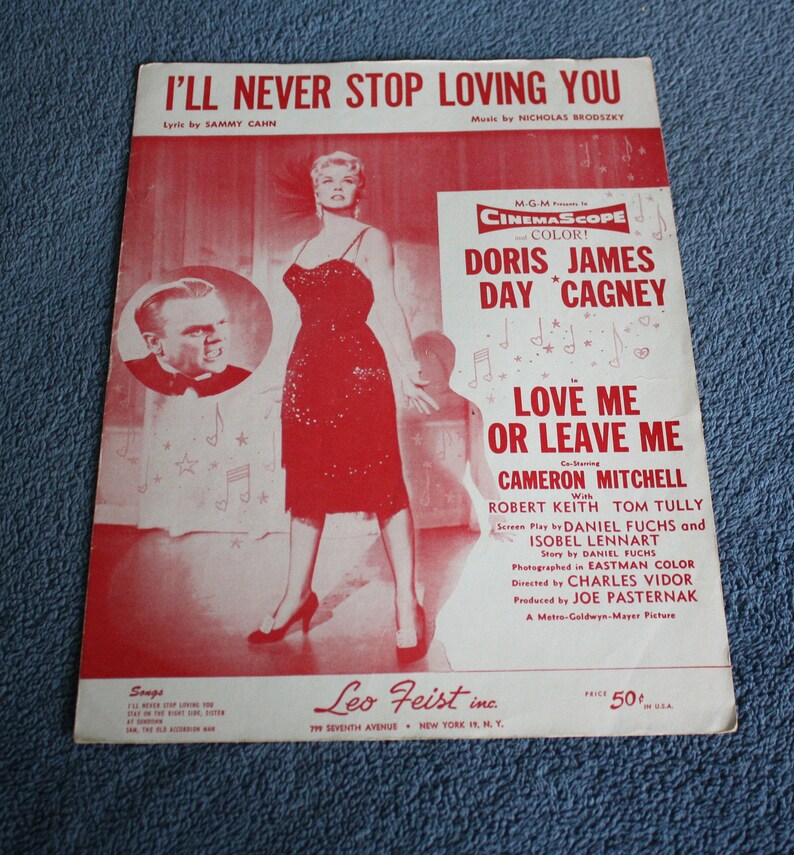 I'LL NEVER STOP LOVING YOU
Lyric by SAMMY CAHN
Music by NICHOLAS BRODSZKY
M-G-M Presents In
CINEMASCOPE
and COLOR!
DORIS JAMES
DAY * CAGNEY
In
LOVE ME
OR LEAVE ME
Co-Starring
CAMERON MITCHELL
With
ROBERT KEITH TOM TULLY
Screen Play by DANIEL FUCHS and
ISOBEL LENNART
Story by DANIEL FUCHS
Photographed in EASTMAN COLOR
Directed by CHARLES VIDOR
Produced by JOE PASTERNAK
A Metro-Goldwyn-Mayer Picture
Songs
I'LL NEVER STOP LOVING YOU
STAY ON THE RIGHT SIDE, SISTER
AT SUNDOWN
SAM, THE OLD ACCORDION MAN
Leo Feist inc.
799 SEVENTH AVENUE • NEW YORK 19, N. Y.
PRICE 50¢ IN U.S.A.